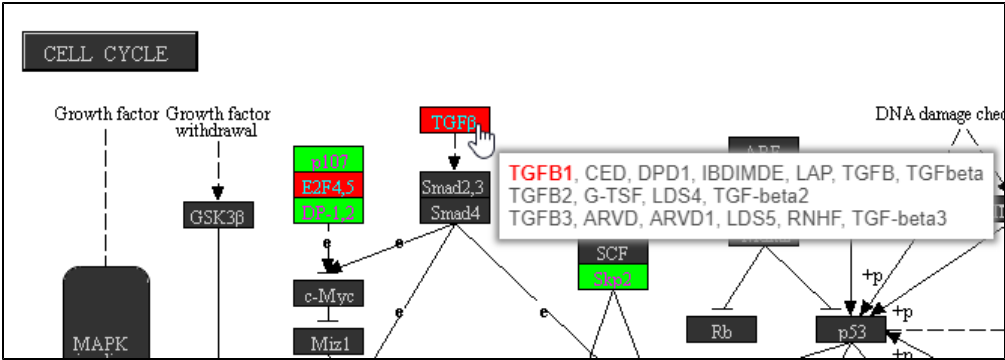 CELL CYCLE
Growth factor
Growth factor
withdrawal
TGFβ
DNA damage chec
p107
E2F4,5
DP-1,2
Smad2,3
Smad4
GSK3β
TGFB1, CED, DPD1, IBDIMDE, LAP, TGFB, TGFbeta
TGFB2, G-TSF, LDS4, TGF-beta2
TGFB3, ARVD, ARVD1, LDS5, RNHF, TGF-beta3
e
e
SCF
Skp2
+p
c-Myc
e
e
+p
Miz1
Rb
p53
MAPK
+p